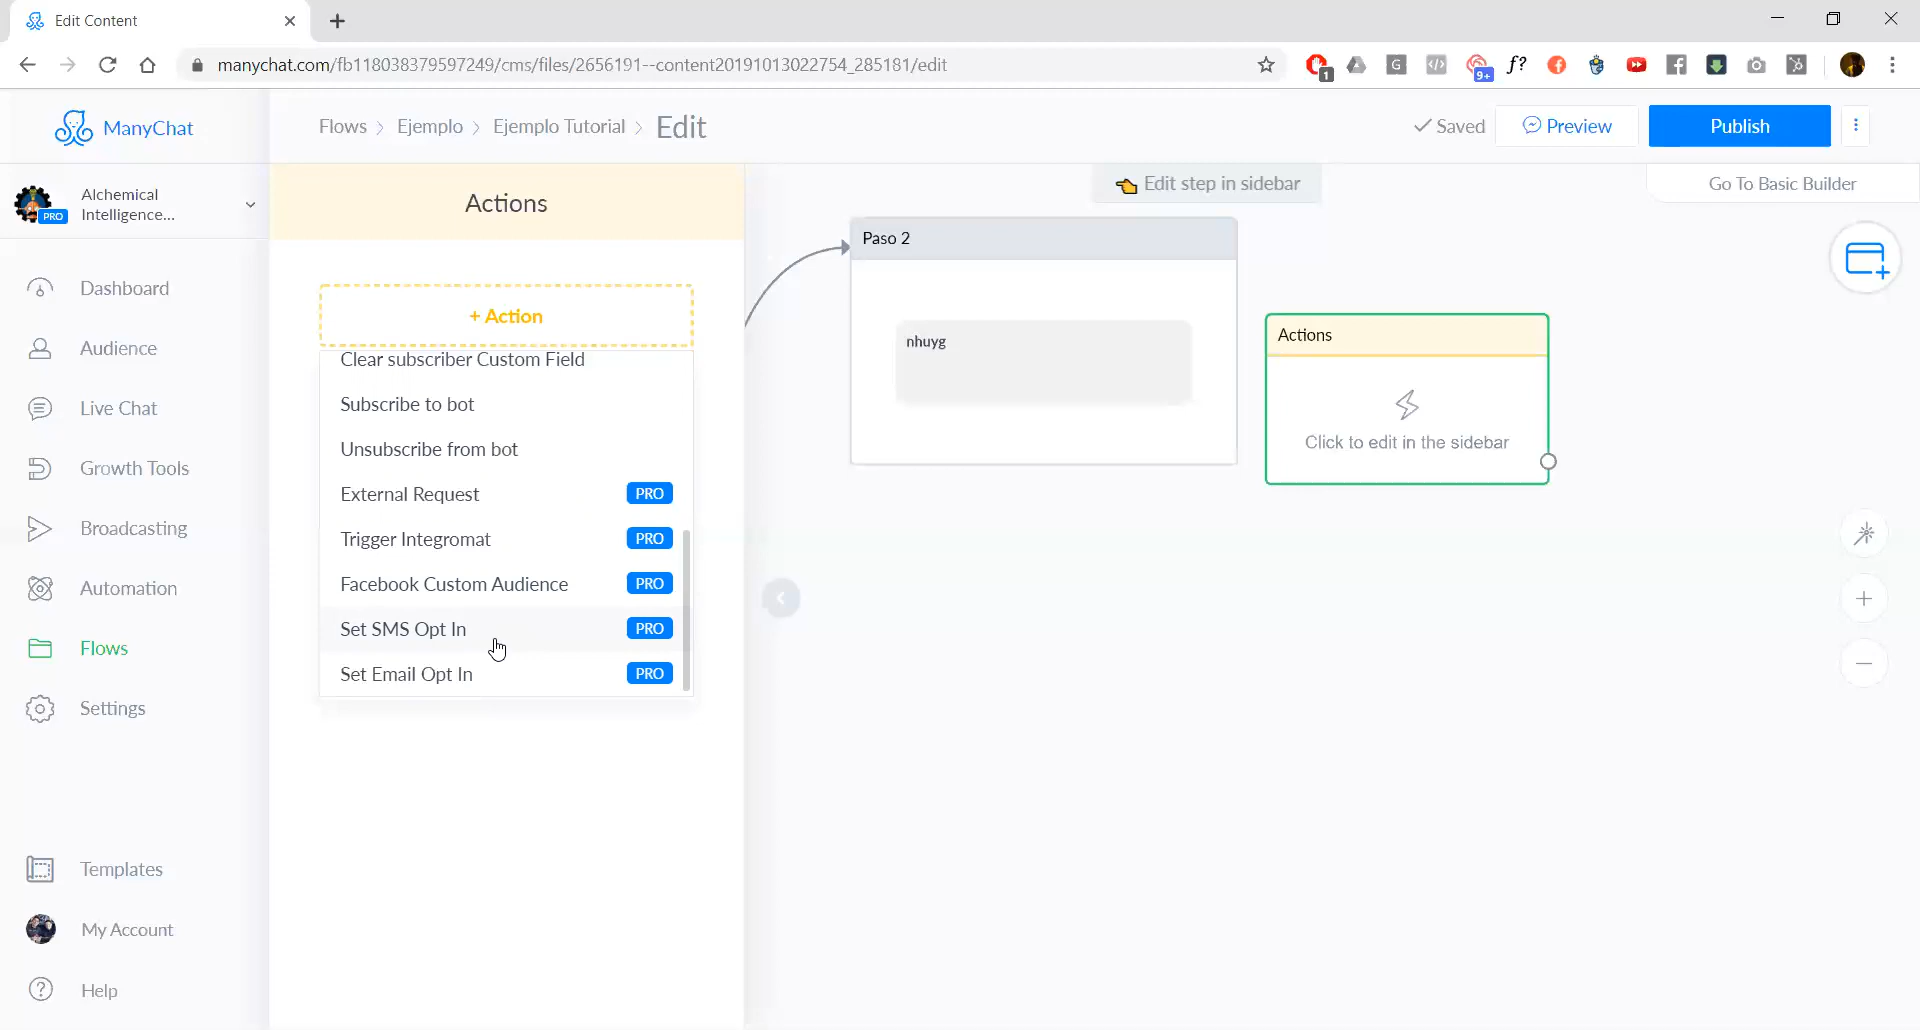 Edit Content
manychat.com/fb118038379597249/cms/files/2656191--content20191013022754_285181/edit
1
G
9+
f?
ManyChat
Flows
Ejemplo
Ejemplo Tutorial
Edit
Saved
Preview
Publish
Alchemical
Intelligence...
PRO
Actions
Edit step in sidebar
Go To Basic Builder
Dashboard
Audience
Live Chat
Growth Tools
Broadcasting
Automation
Flows
Settings
Templates
My Account
Help
+ Action
Clear subscriber Custom Field
Subscribe to bot
Unsubscribe from bot
External Request PRO
Trigger Integromat PRO
Facebook Custom Audience PRO
Set SMS Opt In PRO
Set Email Opt In PRO
Paso 2
nhuyg
Actions
Click to edit in the sidebar